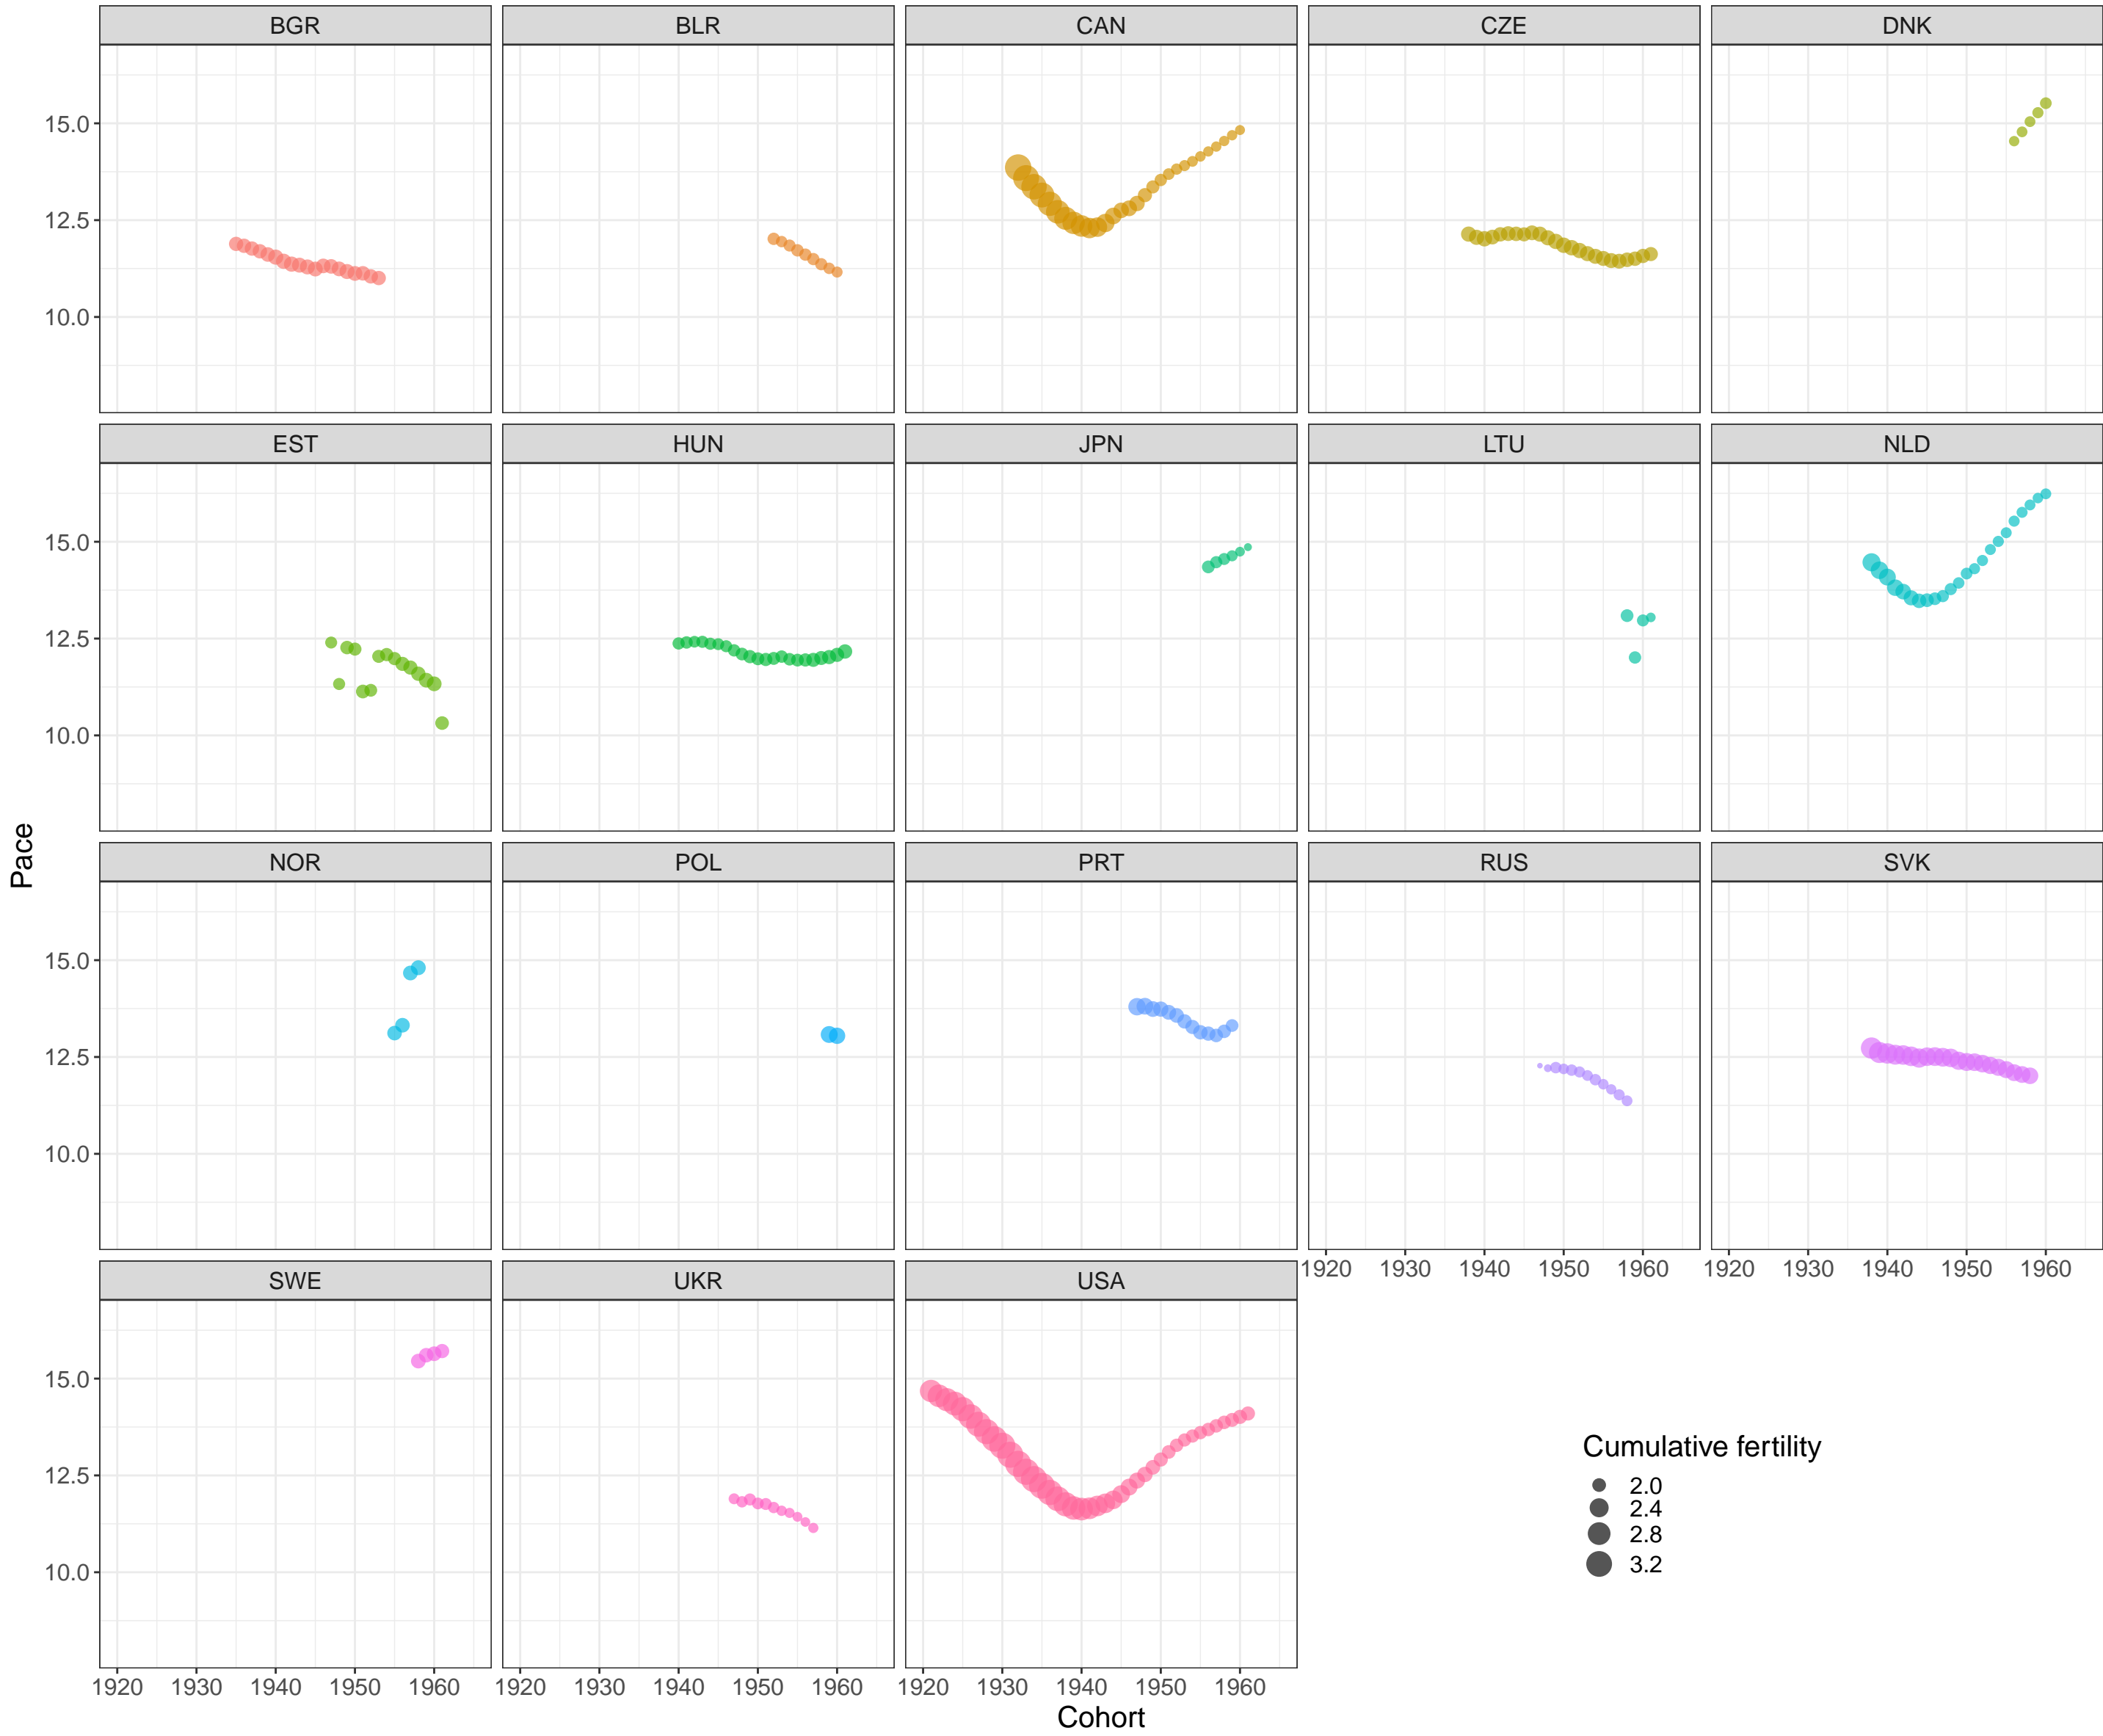 BGR BLR CAN CZE DNK
15.0
12.5
10.0
EST HUN JPN LTU NLD
15.0
12.5
10.0
Pace
NOR POL PRT RUS SVK
15.0
12.5
10.0
1920 1930 1940 1950 1960 1920 1930 1940 1950 1960
SWE UKR USA
15.0
12.5
10.0
Cumulative fertility
2.0
2.4
2.8
3.2
1920 1930 1940 1950 1960 1920 1930 1940 1950 1960 1920 1930 1940 1950 1960
Cohort